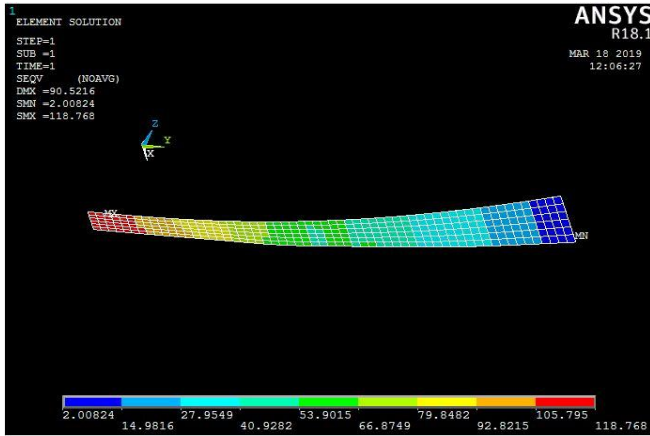 1
ELEMENT SOLUTION
STEP=1
SUB =1
TIME=1
SEQV (NOAVG)
DMX =90.5216
SMN =2.00824
SMX =118.768
ANSYS
R18.1
MAR 18 2019
12:06:27
Z
Y
X
MX
MN
2.00824 27.9549 53.9015 79.8482 105.795
14.9816 40.9282 66.8749 92.8215 118.768